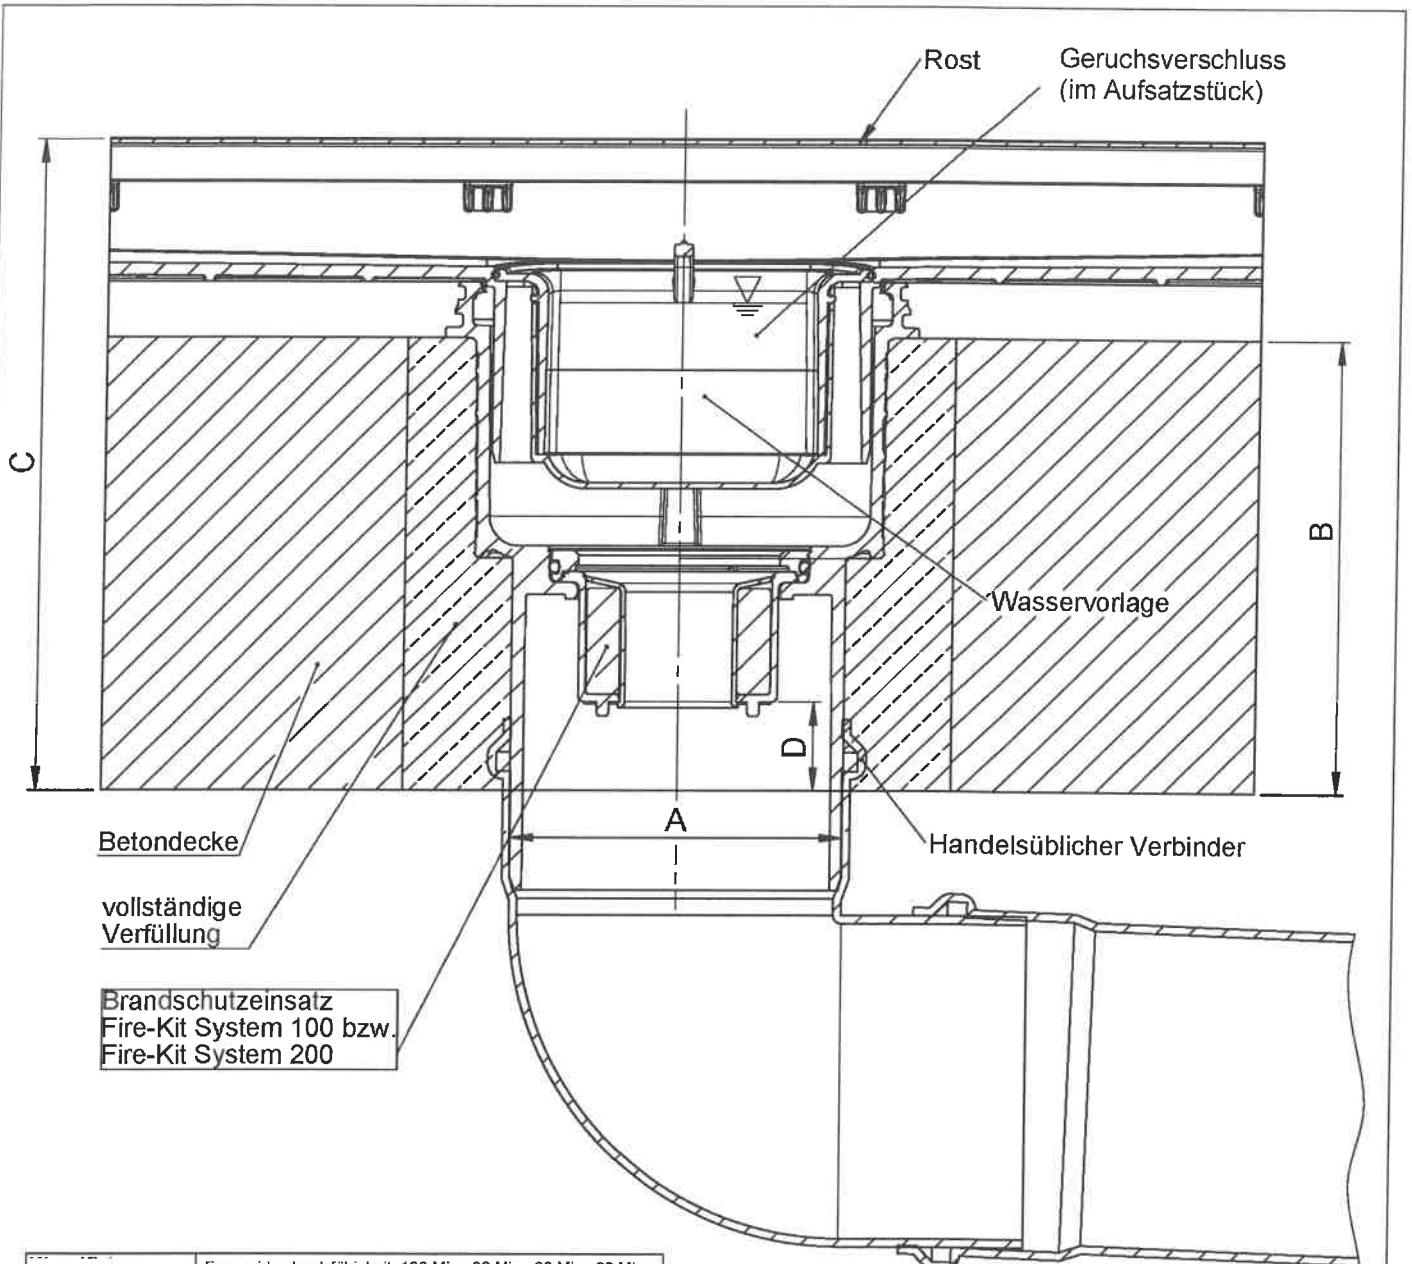 Rost
Geruchsverschluss
(im Aufsatzstück)
C
B
Wasservorlage
D
A
Betondecke
Handelsüblicher Verbinder
vollständige
Verfüllung
Brandschutzeinsatz
Fire-Kit System 100 bzw.
Fire-Kit System 200